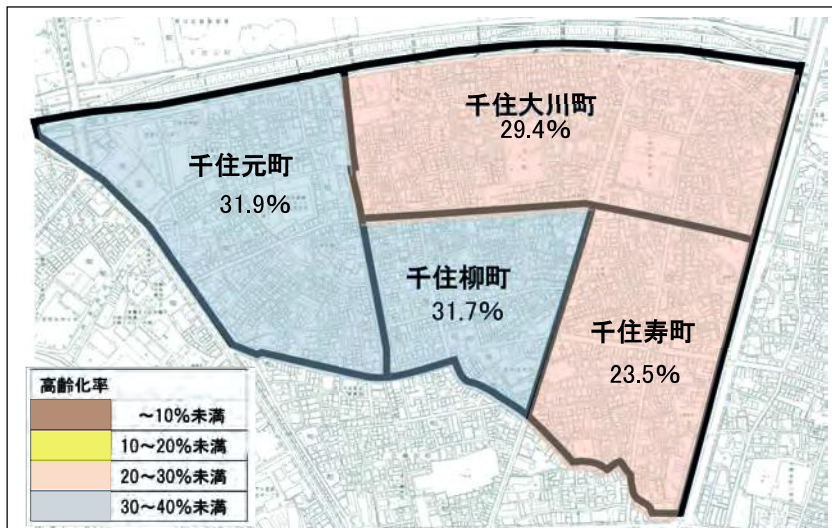 千住大川町
29.4%
千住元町
31.9%
千住柳町
31.7%
千住寿町
23.5%
高齢化率
～10%未満
10～20%未満
20～30%未満
30～40%未満